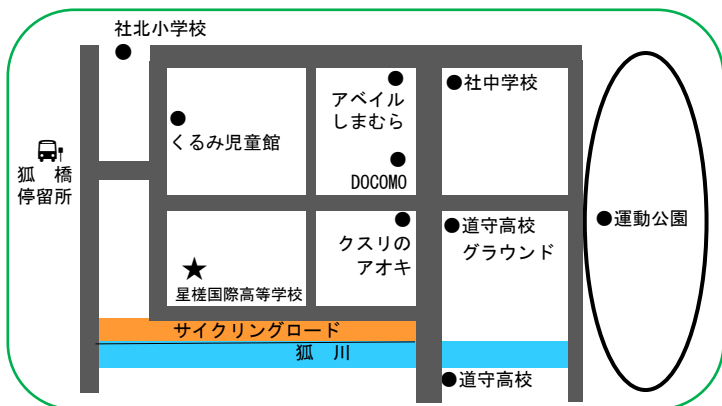 社北小学校
アベイル
しまむら
社中学校
くるみ児童館
狐 橋
停留所
DOCOMO
クスリの
アオキ
道守高校
グラウンド
運動公園
星槎国際高等学校
サイクリングロード
狐 川
道守高校